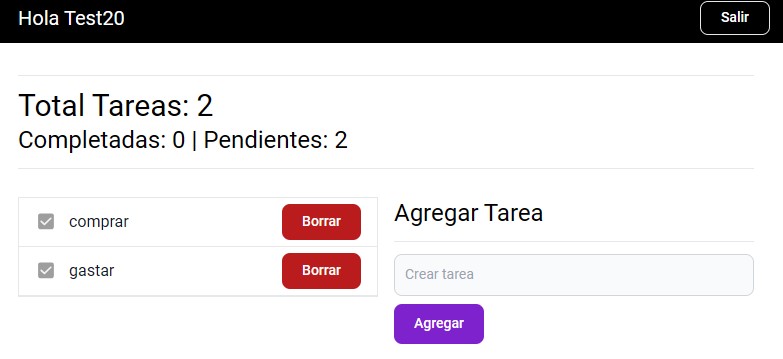 Hola Test20
Salir
Total Tareas: 2
Completadas: 0 | Pendientes: 2
comprar
Borrar
gastar
Borrar
Agregar Tarea
Crear tarea
Agregar